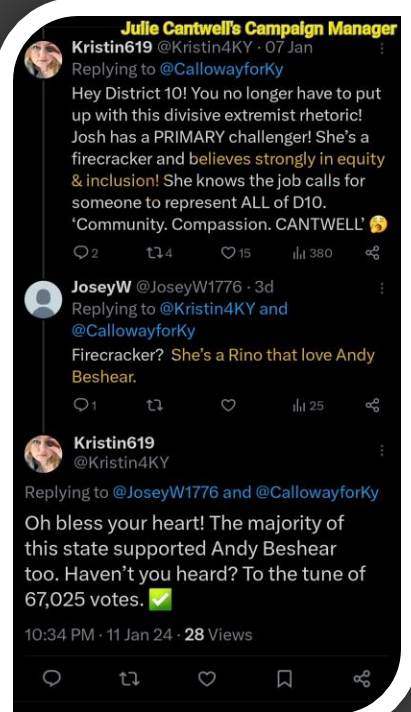 Julie Cantwell's Campaign Manager
Kristin619 @Kristin4KY · 07 Jan
Replying to @CallowayforKy
Hey District 10! You no longer have to put
up with this divisive extremist rhetoric!
Josh has a PRIMARY challenger! She's a
firecracker and believes strongly in equity
& inclusion! She knows the job calls for
someone to represent ALL of D10.
‘Community. Compassion. CANTWELL’ 🥱
2 4 15 380
JoseyW @JoseyW1776 · 3d
Replying to @Kristin4KY and
@CallowayforKy
Firecracker? She's a Rino that love Andy
Beshear.
1 25
Kristin619
@Kristin4KY
Replying to @JoseyW1776 and @CallowayforKy
Oh bless your heart! The majority of
this state supported Andy Beshear
too. Haven't you heard? To the tune of
67,025 votes. ✅
10:34 PM · 11 Jan 24 · 28 Views